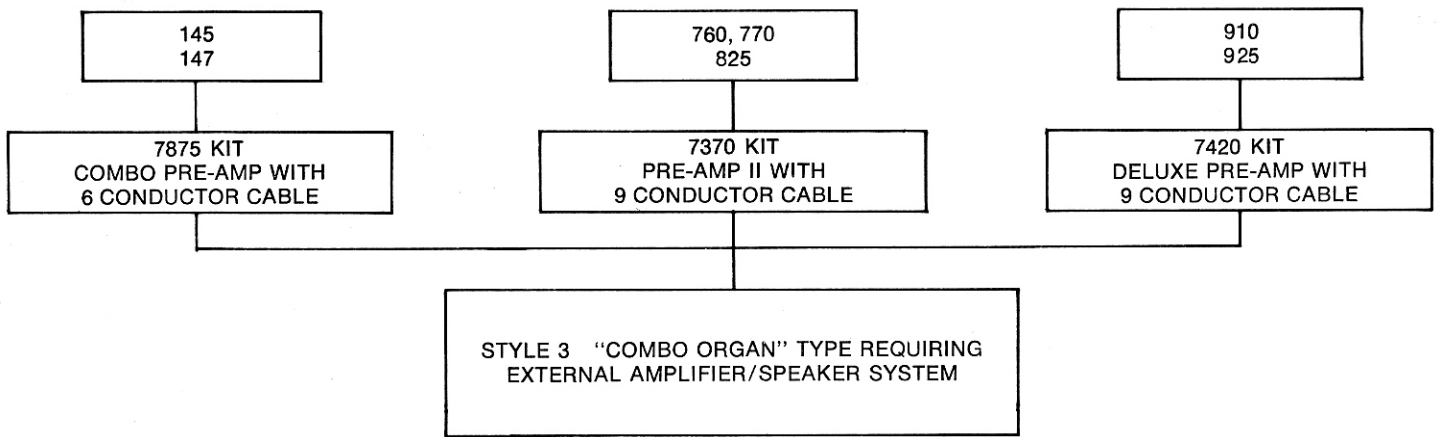 145
147
760, 770
825
910
925
7875 KIT
COMBO PRE-AMP WITH
6 CONDUCTOR CABLE
7370 KIT
PRE-AMP II WITH
9 CONDUCTOR CABLE
7420 KIT
DELUXE PRE-AMP WITH
9 CONDUCTOR CABLE
STYLE 3 "COMBO ORGAN" TYPE REQUIRING
EXTERNAL AMPLIFIER/SPEAKER SYSTEM